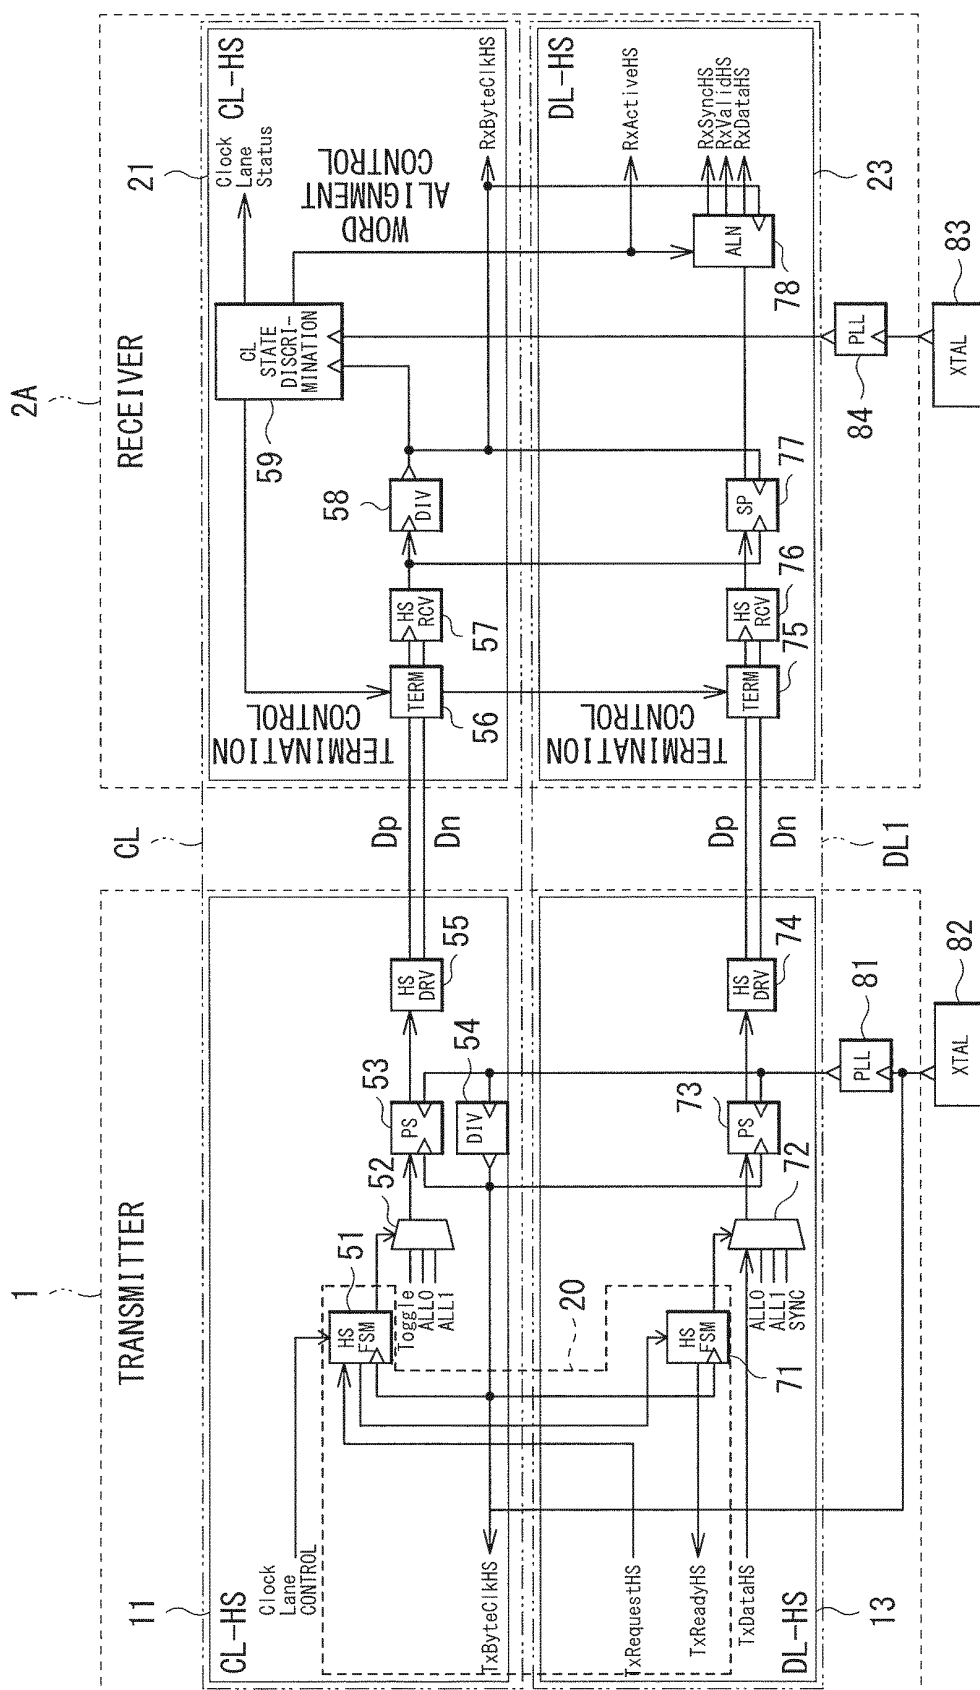 1
TRANSMITTER
11
CL-HS
Clock
Lane
CONTROL
51
HS
FSM
Toggle
ALL0
ALL1
52
53
PS
54
DIV
55
HS
DRV
TxByteClkHS
20
TxRequestHS
TxReadyHS
TxDataHS
DL-HS
13
HS
FSM
71
ALL0
ALL1
SYNC
72
73
PS
74
HS
DRV
81
PLL
82
XTAL
CL
Dp
Dn
Dp
Dn
DL1
2A
RECEIVER
21
CL-HS
TERMINATION
CONTROL
TERM
56
HS
RCV
57
58
DIV
59
CL
STATE
DISCRI-
MINATION
Clock
Lane
Status
WORD
ALIGNMENT
CONTROL
RxByteClkHS
DL-HS
TERMINATION
CONTROL
TERM
75
HS
RCV
76
SP
77
ALN
78
RxActiveHS
RxSyncHS
RxValidHS
RxDataHS
23
PLL
84
XTAL
83